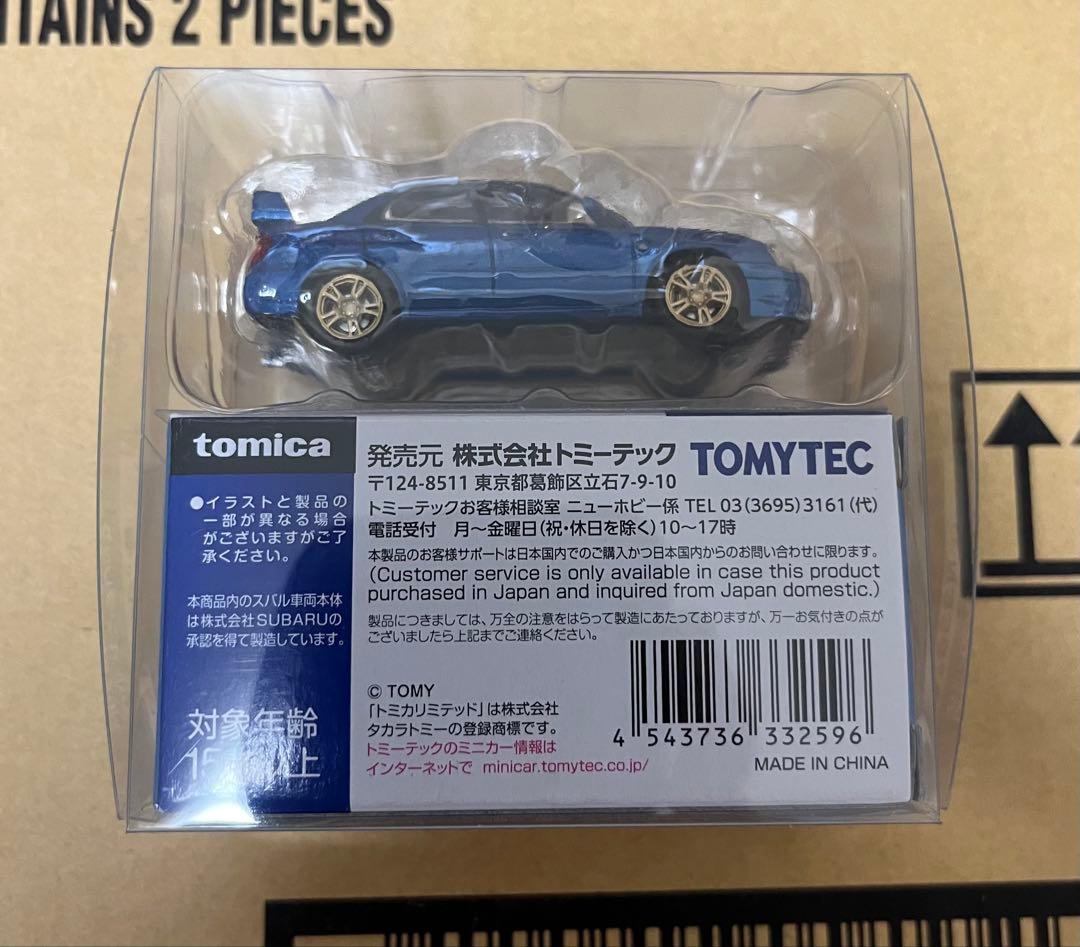 TAINS 2 PIECES
tomica
●イラストと製品の
一部が異なる場合
がございますがご了
承ください。
本商品内のスバル車両本体
は株式会社SUBARUの
承認を得て製造しています。
対象年齢
発売元 株式会社トミーテック TOMYTEC
〒124-8511 東京都葛飾区立石7-9-10
トミーテックお客様相談室 ニューホビー係 TEL 03(3695)3161(代)
電話受付 月〜金曜日(祝・休日を除く)10〜17時
本製品のお客様サポートは日本国内でのご購入かつ日本国内からのお問い合わせに限ります。
(Customer service is only available in case this product
purchased in Japan and inquired from Japan domestic.)
製品につきましては、万全の注意をはらって製造にあたっておりますが、万一お気付きの点が
ございましたら上記までご連絡ください。
© TOMY
「トミカリミテッド」は株式会社
タカラトミーの登録商標です。
トミーテックのミニカー情報は
インターネットで minicar.tomytec.co.jp/
4 543736 332596
MADE IN CHINA